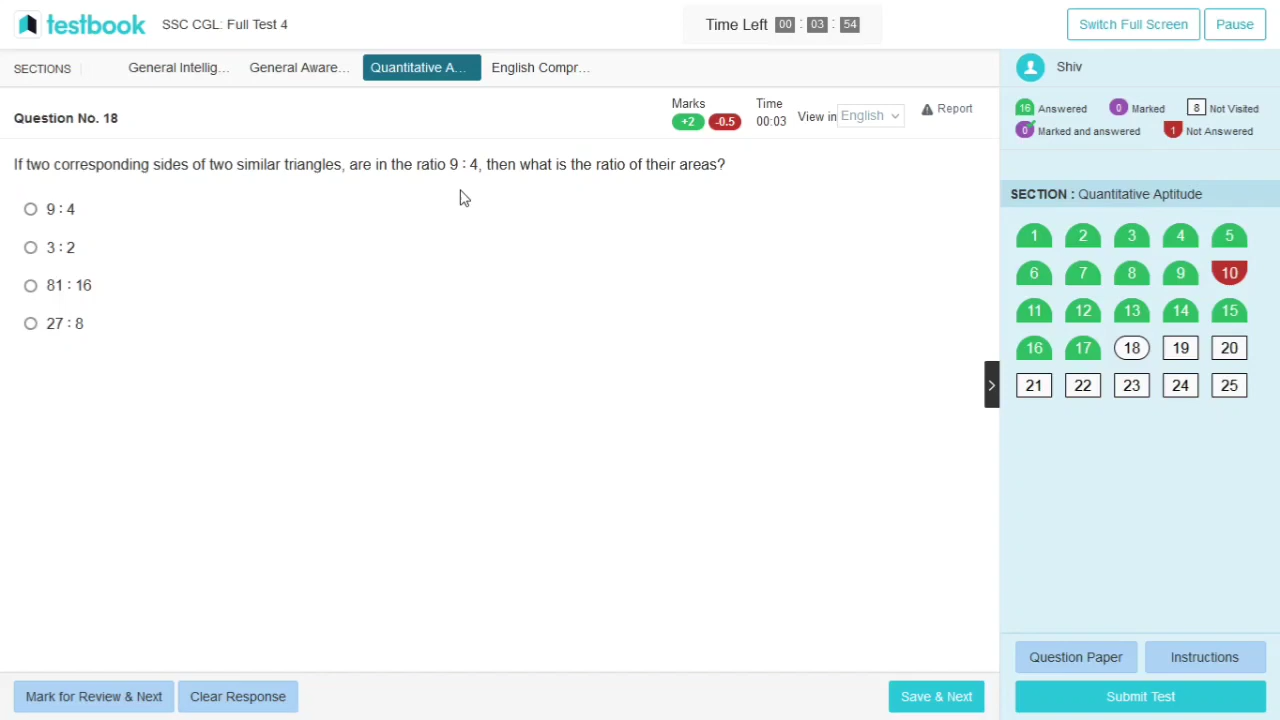 testbook SSC CGL: Full Test 4 Time Left 00 : 03 : 54 Switch Full Screen Pause
SECTIONS General Intellig... General Aware... Quantitative A... English Compr... Shiv
Question No. 18 Marks +2 -0.5 Time 00:03 View in English Report
16 Answered 0 Marked 8 Not Visited
0 Marked and answered 1 Not Answered
If two corresponding sides of two similar triangles, are in the ratio 9 : 4, then what is the ratio of their areas?
9 : 4
3 : 2
81 : 16
27 : 8
SECTION : Quantitative Aptitude
1 2 3 4 5
6 7 8 9 10
11 12 13 14 15
16 17 18 19 20
21 22 23 24 25
>
Question Paper Instructions
Mark for Review & Next Clear Response Save & Next Submit Test